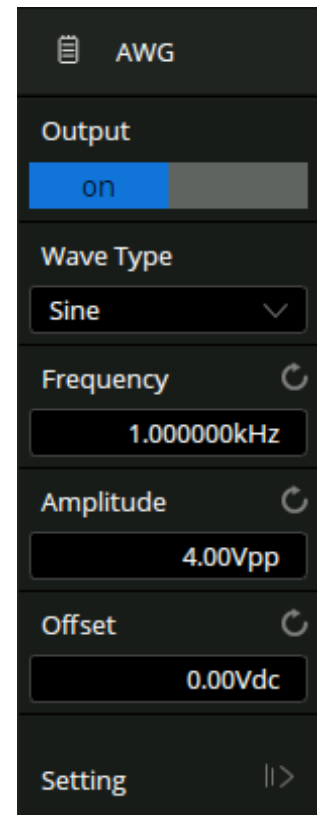 AWG
Output
on
Wave Type
Sine
Frequency
1.000000kHz
Amplitude
4.00Vpp
Offset
0.00Vdc
Setting